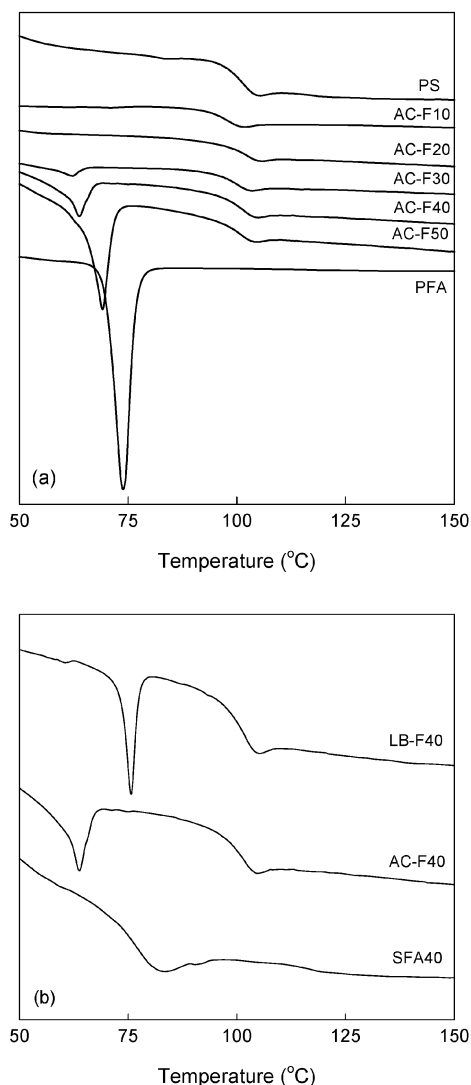 PS
AC-F10
AC-F20
AC-F30
AC-F40
AC-F50
PFA
(a)
50 75 100 125 150
Temperature (°C)
LB-F40
AC-F40
SFA40
(b)
50 75 100 125 150
Temperature (°C)